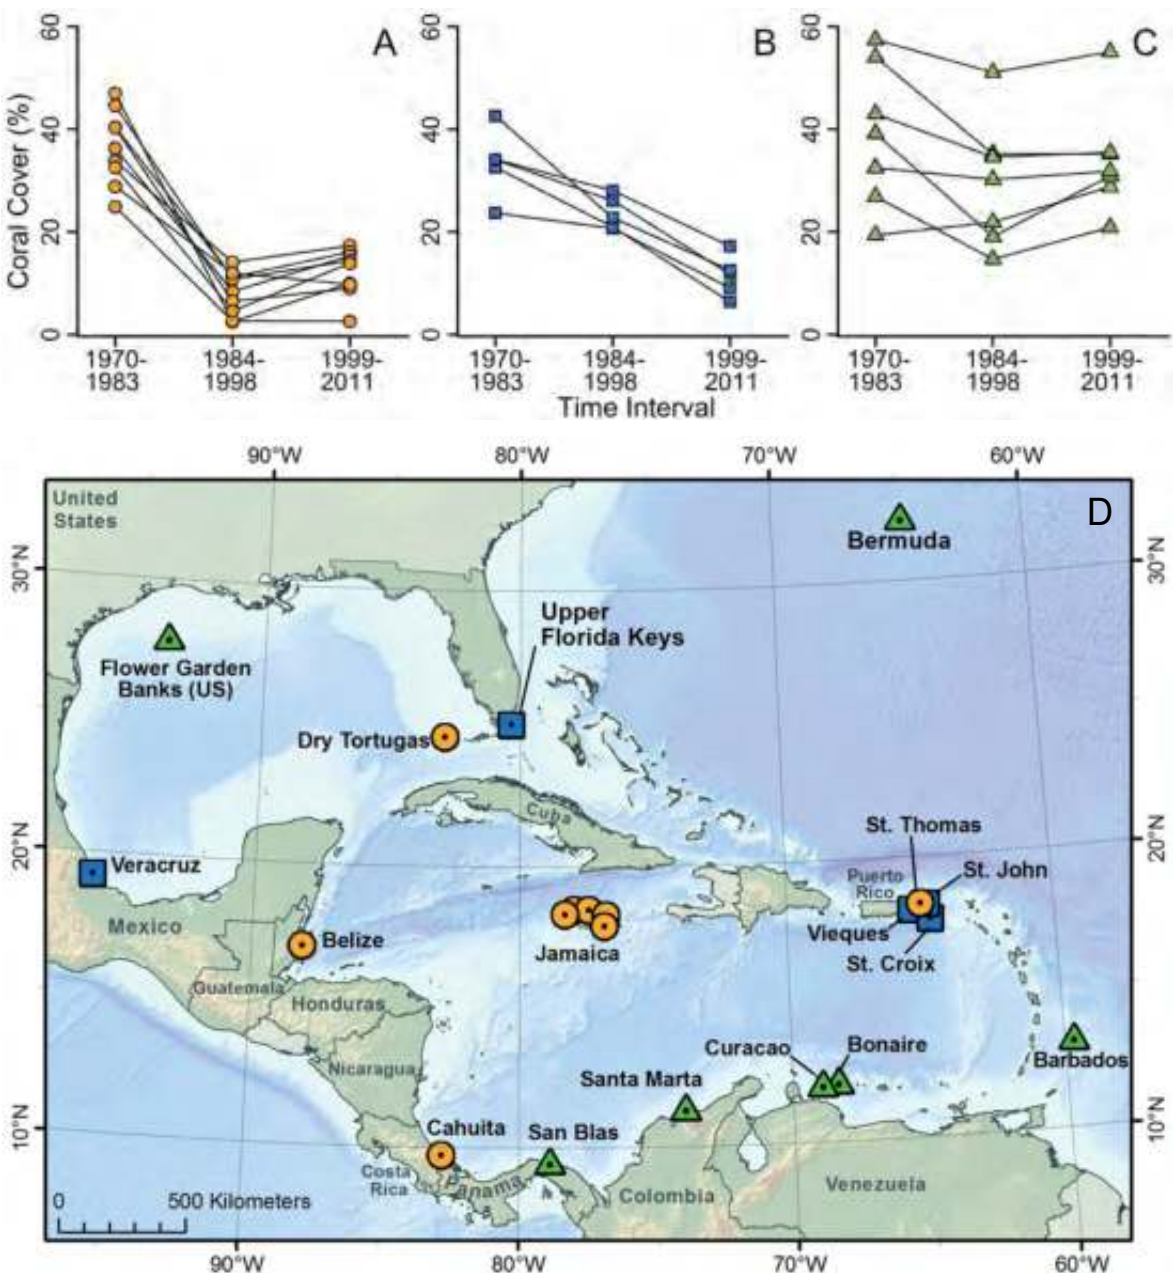 A
B
C
Coral Cover (%)
60
40
20
0
60
40
20
0
60
40
20
0
1970-
1983
1984-
1998
1999-
2011
1970-
1983
1984-
1998
1999-
2011
1970-
1983
1984-
1998
1999-
2011
Time Interval
90°W
80°W
70°W
60°W
United
States
D
Bermuda
30°N
30°N
Upper
Florida Keys
Flower Garden
Banks (US)
Dry Tortugas
Cuba
St. Thomas
20°N
20°N
Veracruz
St. John
Puerto
Rico
Mexico
Belize
Jamaica
Vieques
St. Croix
Guatemala
Honduras
Curacao
Bonaire
Barbados
Nicaragua
Santa Marta
10°N
10°N
Cahuita
San Blas
Costa
Rica
Panama
Colombia
Venezuela
0
500 Kilometers
90°W
80°W
70°W
60°W